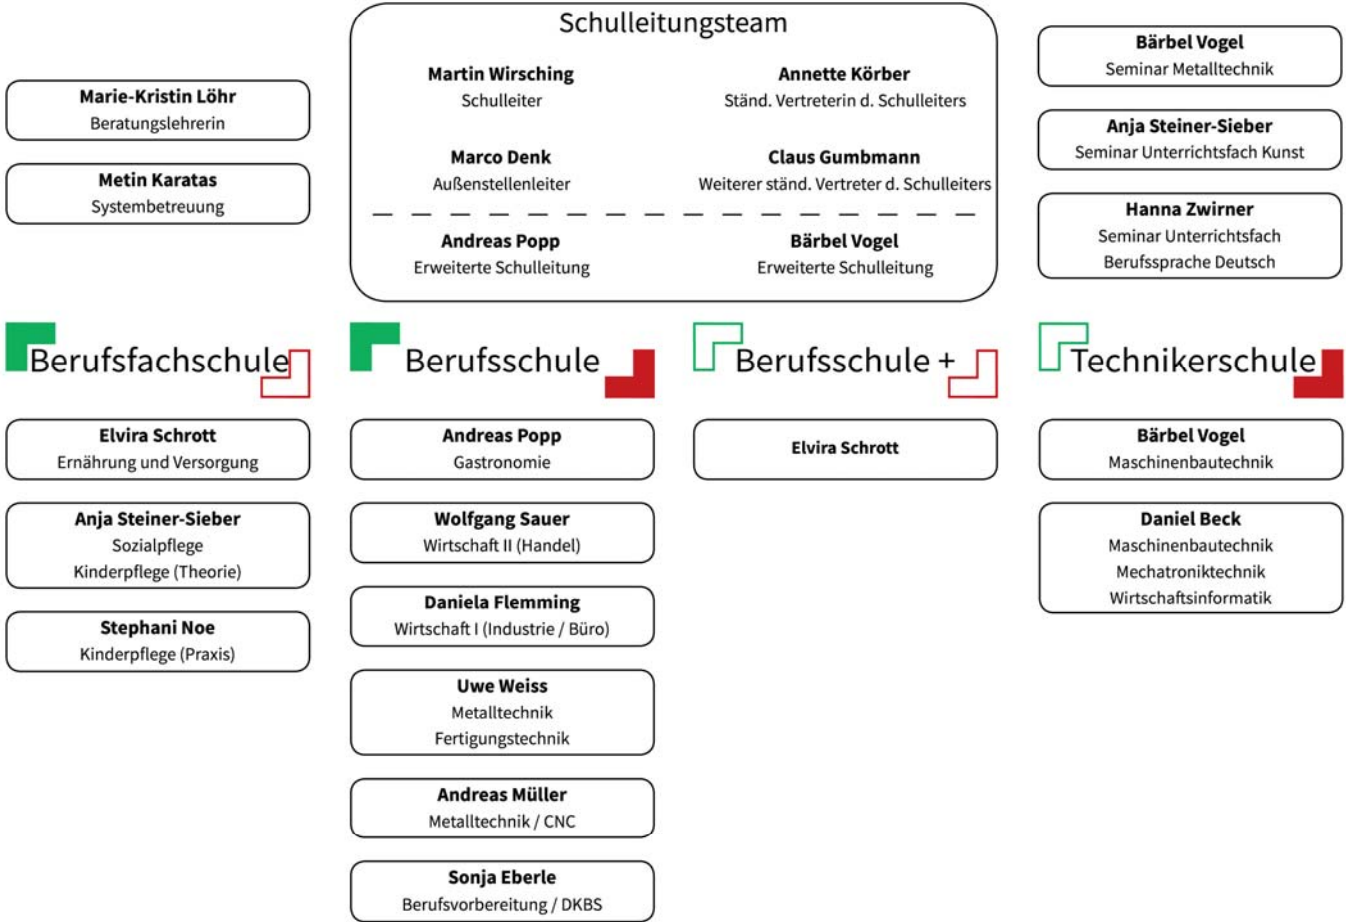 Schulleitungsteam
Martin Wirsching
Schulleiter
Annette Körber
Ständ. Vertreterin d. Schulleiters
Marco Denk
Außenstellenleiter
Claus Gumbmann
Weiterer ständ. Vertreter d. Schulleiters
Andreas Popp
Erweiterte Schulleitung
Bärbel Vogel
Erweiterte Schulleitung
Marie-Kristin Löhr
Beratungslehrerin
Metin Karatas
Systembetreuung
Bärbel Vogel
Seminar Metalltechnik
Anja Steiner-Sieber
Seminar Unterrichtsfach Kunst
Hanna Zwirner
Seminar Unterrichtsfach
Berufssprache Deutsch
Berufsfachschule
Elvira Schrott
Ernährung und Versorgung
Anja Steiner-Sieber
Sozialpflege
Kinderpflege (Theorie)
Stephani Noe
Kinderpflege (Praxis)
Berufsschule
Andreas Popp
Gastronomie
Wolfgang Sauer
Wirtschaft II (Handel)
Daniela Flemming
Wirtschaft I (Industrie / Büro)
Uwe Weiss
Metalltechnik
Fertigungstechnik
Andreas Müller
Metalltechnik / CNC
Sonja Eberle
Berufsvorbereitung / DKBS
Berufsschule +
Elvira Schrott
Technikerschule
Bärbel Vogel
Maschinenbautechnik
Daniel Beck
Maschinenbautechnik
Mechatroniktechnik
Wirtschaftsinformatik